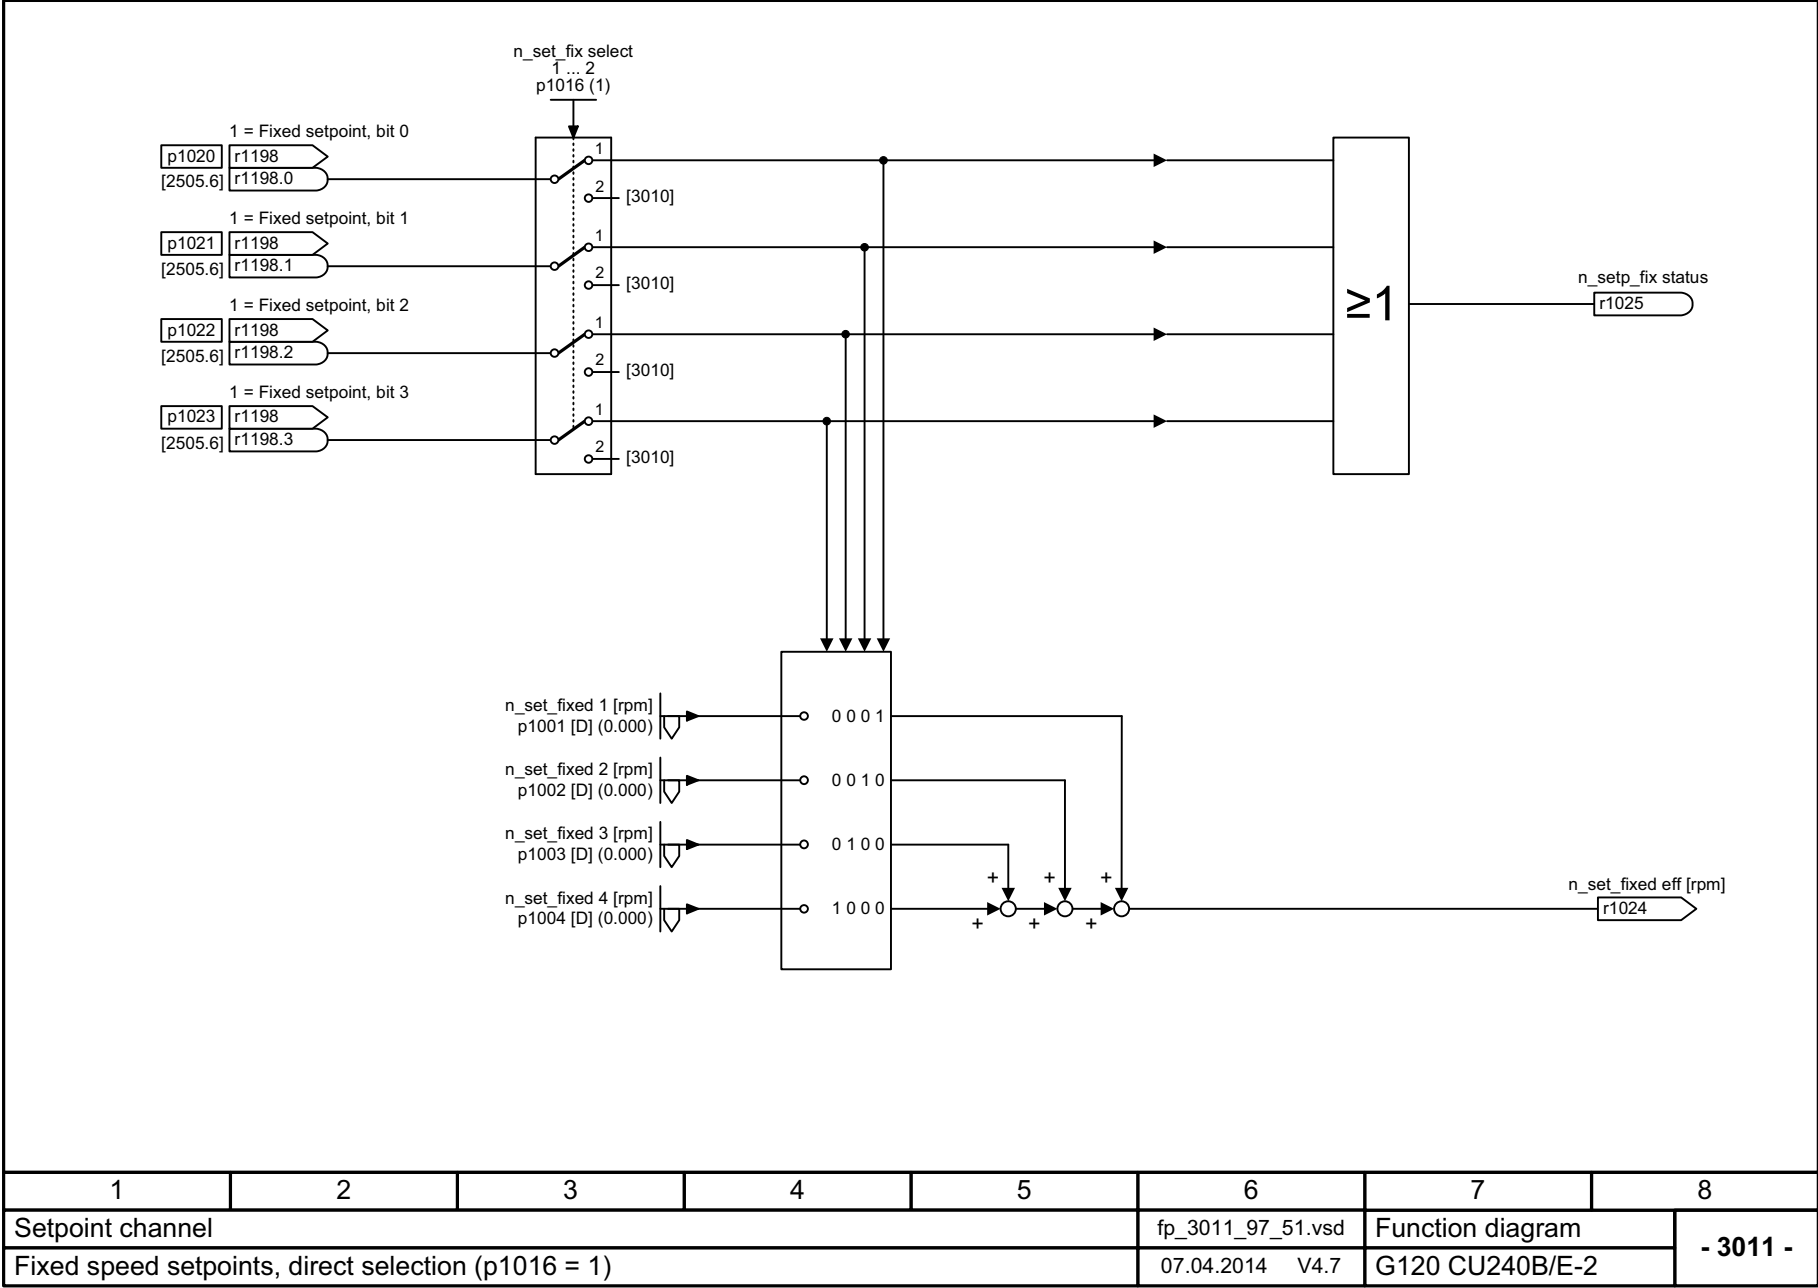 n_set_fix select
1 ... 2
p1016 (1)
1 = Fixed setpoint, bit 0
p1020 r1198
[2505.6] r1198.0
1
2 [3010]
1 = Fixed setpoint, bit 1
p1021 r1198
[2505.6] r1198.1
1
2 [3010]
1 = Fixed setpoint, bit 2
p1022 r1198
[2505.6] r1198.2
1
2 [3010]
1 = Fixed setpoint, bit 3
p1023 r1198
[2505.6] r1198.3
1
2 [3010]
≥1
n_setp_fix status
r1025
n_set_fixed 1 [rpm]
p1001 [D] (0.000)
0 0 0 1
n_set_fixed 2 [rpm]
p1002 [D] (0.000)
0 0 1 0
n_set_fixed 3 [rpm]
p1003 [D] (0.000)
0 1 0 0
n_set_fixed 4 [rpm]
p1004 [D] (0.000)
1 0 0 0
+ + +
+ + +
n_set_fixed eff [rpm]
r1024
1 2 3 4 5 6 7 8
Setpoint channel fp_3011_97_51.vsd Function diagram
- 3011 -
Fixed speed setpoints, direct selection (p1016 = 1) 07.04.2014 V4.7 G120 CU240B/E-2